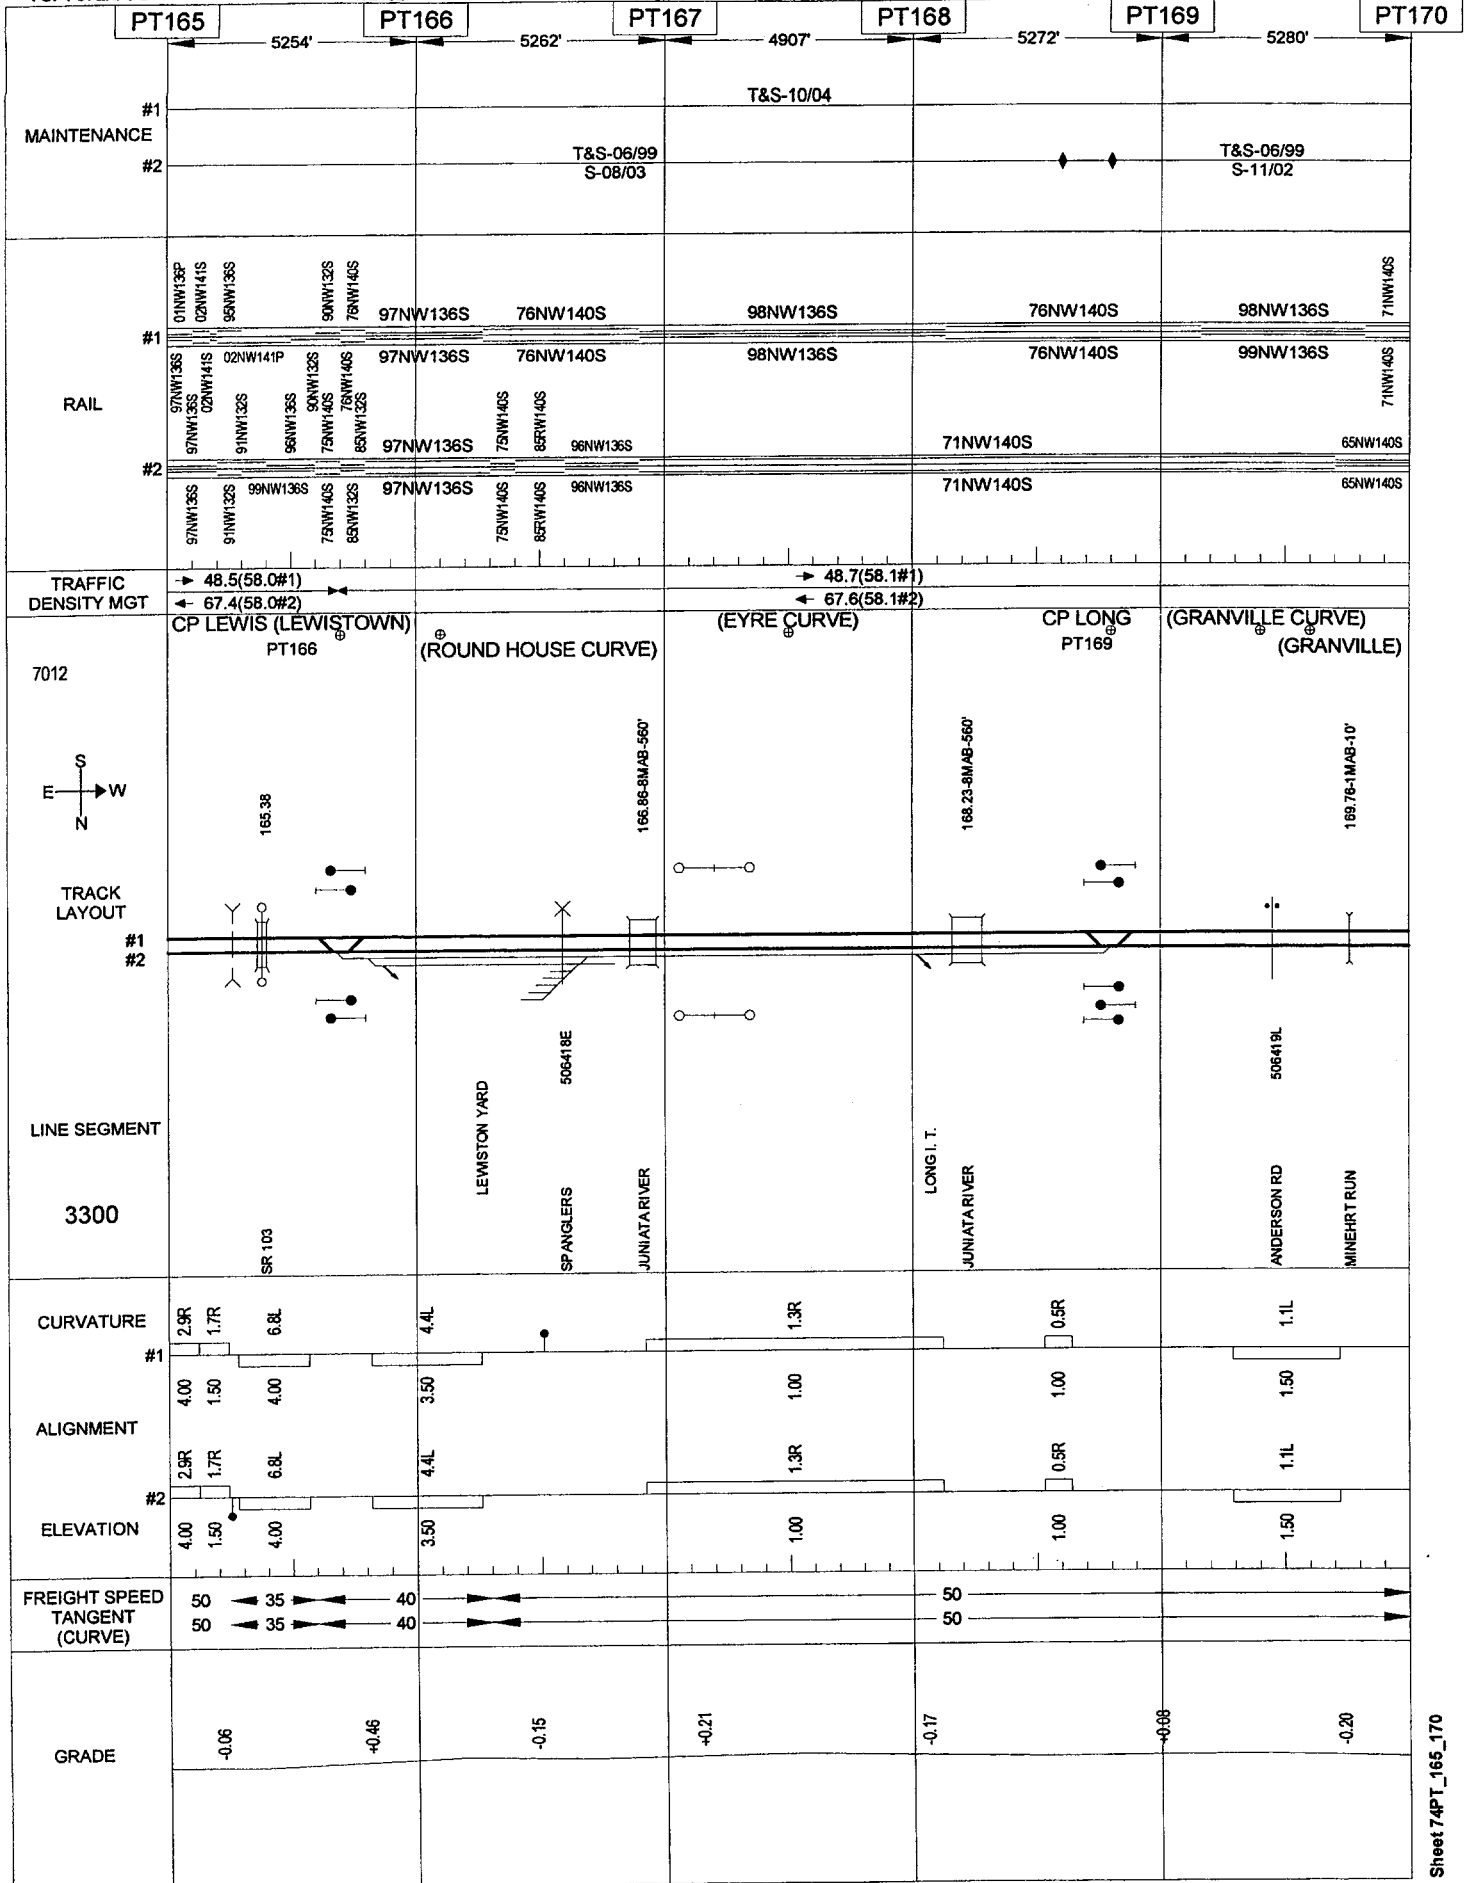 PT165 PT166 PT167 PT168 PT169 PT170
5254' 5262' 4907' 5272' 5280'
MAINTENANCE
#1
T&S-10/04
#2
T&S-06/99
S-08/03
T&S-06/99
S-11/02
RAIL
01NW136P 02NW141S 95NW136S 90NW132S 76NW140S 97NW136S 76NW140S 98NW136S 76NW140S 98NW136S 71NW140S
#1
97NW136S 97NW136S 02NW141S 02NW141P 90NW132S 76NW140S 97NW136S 76NW140S 98NW136S 76NW140S 99NW136S 71NW140S
91NW132S 96NW136S 75NW140S 85NW132S 97NW136S 75NW140S 85RW140S 96NW136S 71NW140S 65NW140S
#2
97NW136S 91NW132S 99NW136S 75NW140S 85NW132S 97NW136S 75NW140S 85RW140S 96NW136S 71NW140S 65NW140S
TRAFFIC
DENSITY MGT
48.5(58.0#1) 48.7(58.1#1)
67.4(58.0#2) 67.6(58.1#2)
CP LEWIS (LEWISTOWN)
PT166
(ROUND HOUSE CURVE)
(EYRE CURVE)
CP LONG
PT169
(GRANVILLE CURVE)
(GRANVILLE)
7012
S
E W
N
165.38
166.86-8MAB-560'
168.23-8MAB-560'
169.76-1MAB-10'
TRACK
LAYOUT
#1
#2
506418E
506419L
LINE SEGMENT
3300
SR 103
LEWISTON YARD
SPANGLERS
JUNIATA RIVER
LONG I. T.
JUNIATA RIVER
ANDERSON RD
MINEHRT RUN
CURVATURE
2.9R 1.7R 6.8L 4.4L 1.3R 0.5R 1.1L
#1
4.00 1.50 4.00 3.50 1.00 1.00 1.50
ALIGNMENT
2.9R 1.7R 6.8L 4.4L 1.3R 0.5R 1.1L
#2
ELEVATION
4.00 1.50 4.00 3.50 1.00 1.00 1.50
FREIGHT SPEED
TANGENT
(CURVE)
50 35 40 50
50 35 40 50
GRADE
-0.06 +0.46 -0.15 +0.21 -0.17 +0.08 -0.20
Sheet 74PT_165_170